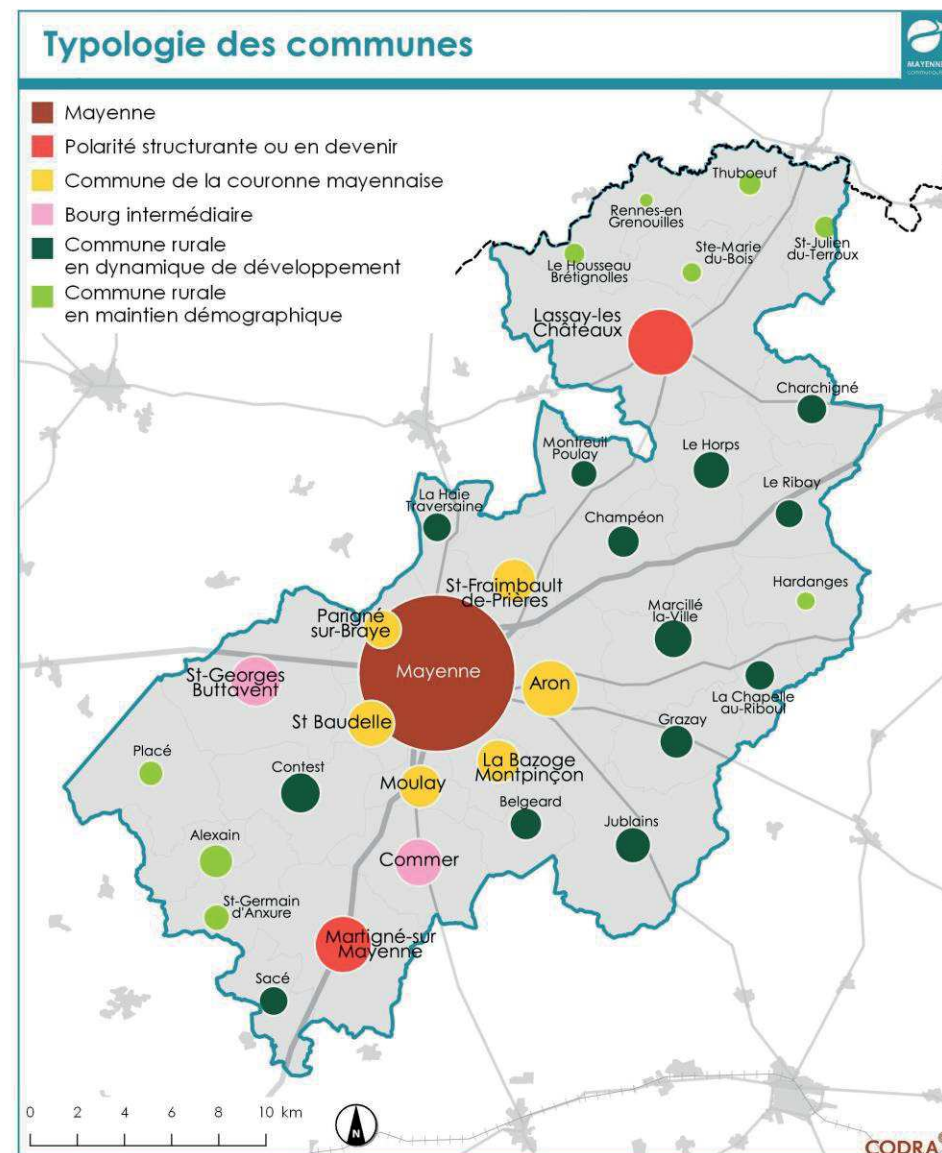 Typologie des communes
MAYENNE
communauté
Mayenne
Polarité structurante ou en devenir
Commune de la couronne mayennaise
Bourg intermédiaire
Commune rurale
en dynamique de développement
Commune rurale
en maintien démographique
Thuboeuf
Rennes-en
Grenouilles
Ste-Marie
du-Bois
St-Julien
du-Terroux
Le Housseau
Brétignolles
Lassay-les
Châteaux
Charchigné
Montreuil
Poulay
Le Horps
Le Ribay
La Haie
Traversaine
Champéon
St-Fraimbault
de-Prières
Hardanges
Parigné
sur-Braye
Marcillé
la-Ville
Mayenne
St-Georges
Buttavent
Aron
La Chapelle
au-Riboul
St Baudelle
Grazay
Placé
La Bazoge
Montpinçon
Contest
Moulay
Belgeard
Jublains
Alexain
Commer
St-Germain
d'Anxure
Martigné-sur
Mayenne
Sacé
0 2 4 6 8 10 km
N
CODRA